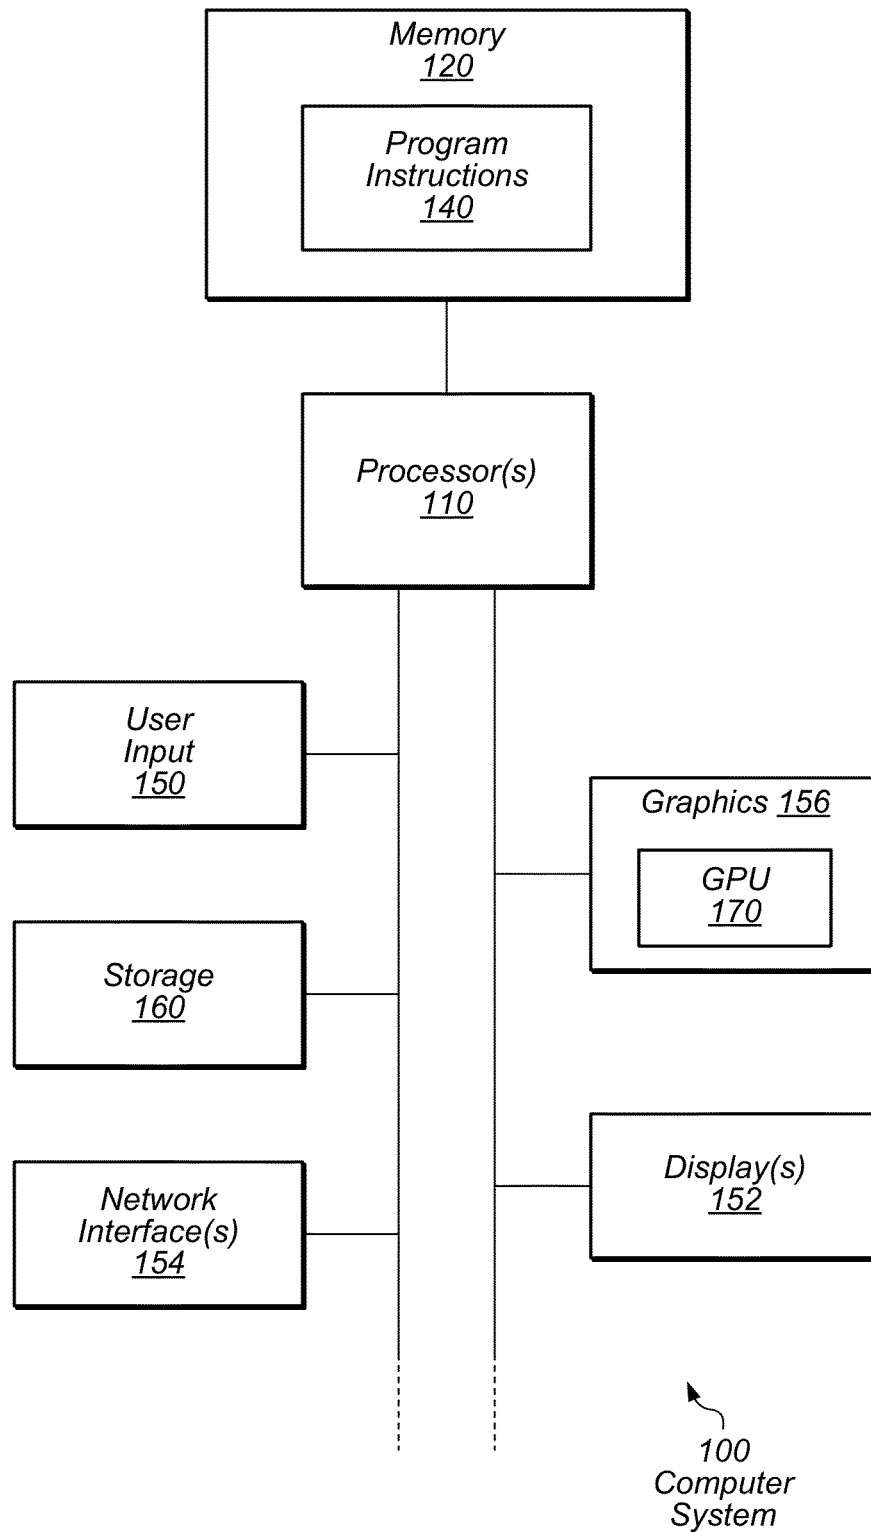 Memory
120
Program
Instructions
140
Processor(s)
110
User
Input
150
Graphics 156
GPU
170
Storage
160
Display(s)
152
Network
Interface(s)
154
100
Computer
System